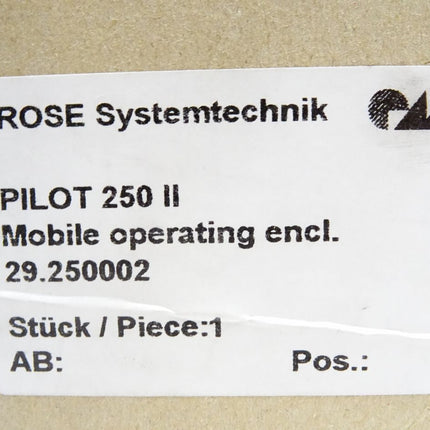 ROSE Systemtechnik
PILOT 250 II
Mobile operating encl.
29.250002
Stück / Piece:1
AB: Pos.: